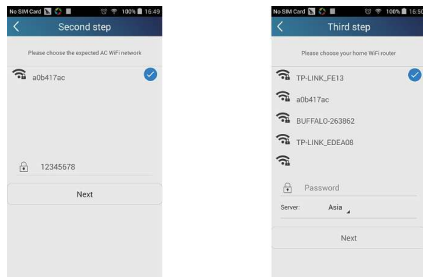 No SIM Card 100% 16:49
Second step
Please choose the expected AC WiFi network
a0b417ac
12345678
Next
No SIM Card 100% 16:50
Third step
Please choose your home WiFi router
TP-LINK_FE13
a0b417ac
BUFFALO-263862
TP-LINK_EDEA08
Password
Server: Asia
Next